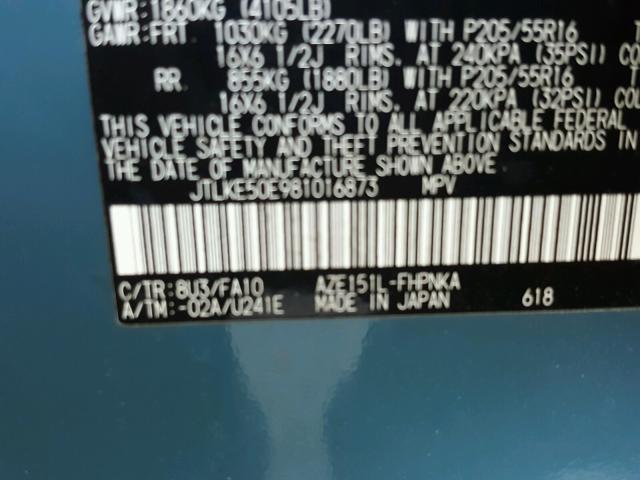 GVWR: 1860KG (4105LB)
GAWR: FRT. 1030KG (2270LB) WITH P205/55R16
16X6 1/2J RIMS, AT 240KPA (35PSI) CO
RR. 855KG (1880LB) WITH P205/55R16
16X6 1/2J RIMS, AT 220KPA (32PSI) CO
THIS VEHICLE CONFORMS TO ALL APPLICABLE FEDERAL
VEHICLE SAFETY AND THEFT PREVENTION STANDARDS IN
THE DATE OF MANUFACTURE SHOWN ABOVE.
JTLKE50E981016873 MPV
C/TR: 8U3/FA10 AZE151L-FHPNKA
A/TM: -02A/U241E MADE IN JAPAN 618